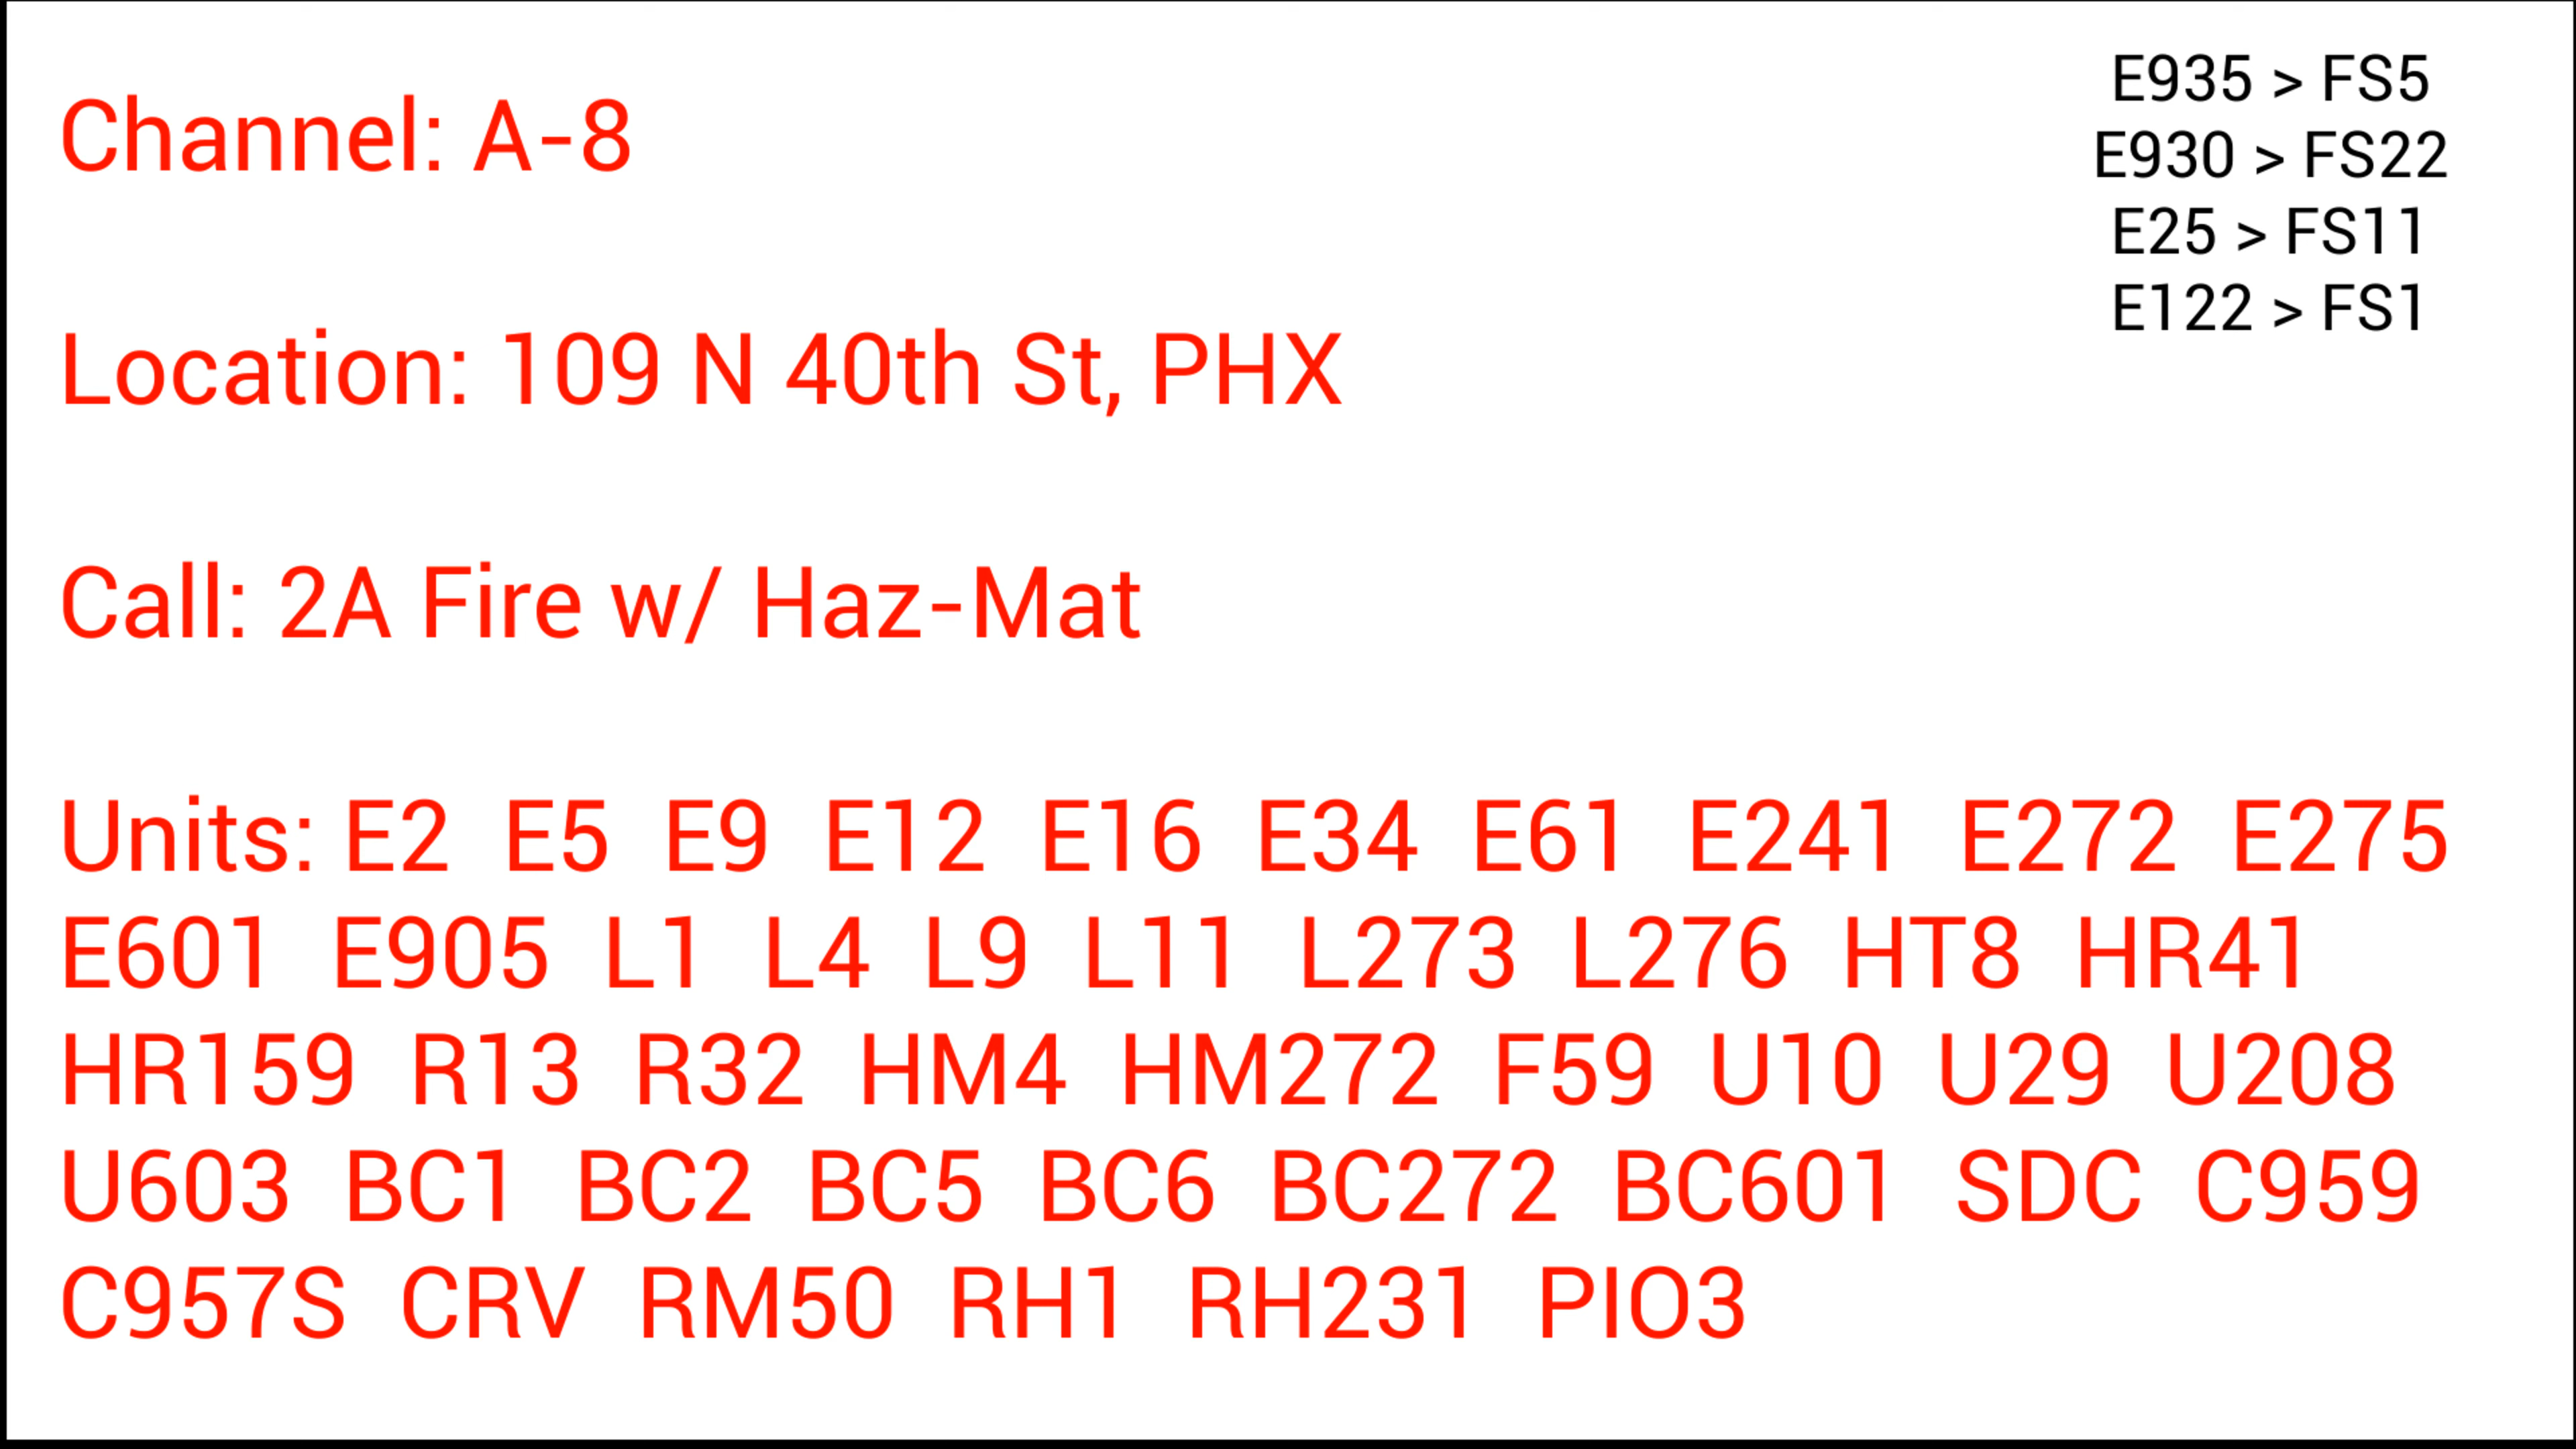 Channel: A-8
E935 > FS5
E930 > FS22
E25 > FS11
E122 > FS1
Location: 109 N 40th St, PHX
Call: 2A Fire w/ Haz-Mat
Units: E2 E5 E9 E12 E16 E34 E61 E241 E272 E275
E601 E905 L1 L4 L9 L11 L273 L276 HT8 HR41
HR159 R13 R32 HM4 HM272 F59 U10 U29 U208
U603 BC1 BC2 BC5 BC6 BC272 BC601 SDC C959
C957S CRV RM50 RH1 RH231 PIO3